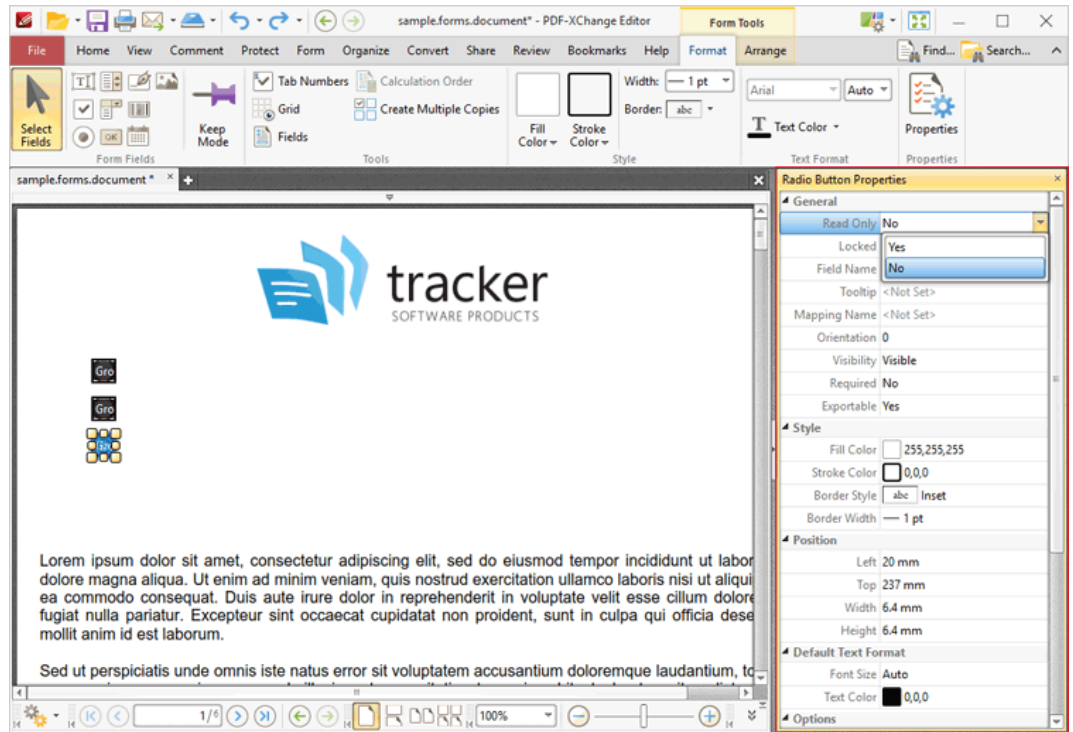 sample.forms.document* - PDF-XChange Editor
Form Tools
File Home View Comment Protect Form Organize Convert Share Review Bookmarks Help Format Arrange Find... Search...
Select Fields
OK
Keep Mode
Form Fields
Tab Numbers
Grid
Fields
Calculation Order
Create Multiple Copies
Tools
Fill Color
Stroke Color
Width: 1 pt
Border: abc
Style
Arial Auto
T Text Color
Text Format
Properties
Properties
sample.forms.document *
tracker
SOFTWARE PRODUCTS
Gro
Gro
Lorem ipsum dolor sit amet, consectetur adipiscing elit, sed do eiusmod tempor incididunt ut labor
dolore magna aliqua. Ut enim ad minim veniam, quis nostrud exercitation ullamco laboris nisi ut aliqui
ea commodo consequat. Duis aute irure dolor in reprehenderit in voluptate velit esse cillum dolore
fugiat nulla pariatur. Excepteur sint occaecat cupidatat non proident, sunt in culpa qui officia dese
mollit anim id est laborum.
Sed ut perspiciatis unde omnis iste natus error sit voluptatem accusantium doloremque laudantium, to
1/6
100%
Radio Button Properties
General
Read Only No
Locked Yes
Field Name No
Tooltip <Not Set>
Mapping Name <Not Set>
Orientation 0
Visibility Visible
Required No
Exportable Yes
Style
Fill Color 255,255,255
Stroke Color 0,0,0
Border Style abc Inset
Border Width 1 pt
Position
Left 20 mm
Top 237 mm
Width 6.4 mm
Height 6.4 mm
Default Text Format
Font Size Auto
Text Color 0,0,0
Options